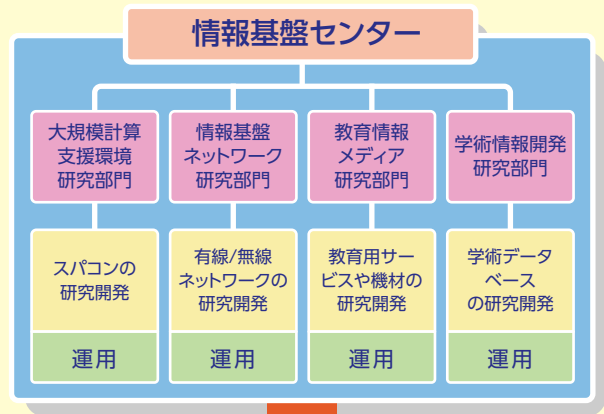 情報基盤センター
大規模計算
支援環境
研究部門
情報基盤
ネットワーク
研究部門
教育情報
メディア
研究部門
学術情報開発
研究部門
スパコンの
研究開発
有線/無線
ネットワークの
研究開発
教育用サー
ビスや機材の
研究開発
学術データ
ベース
の研究開発
運用
運用
運用
運用